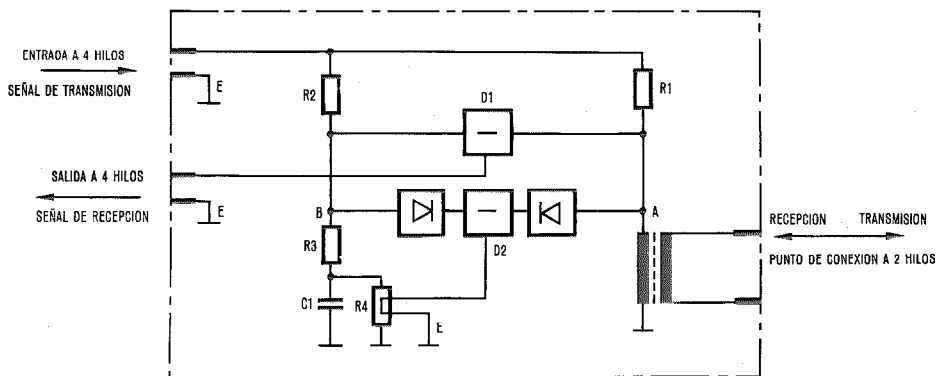 ENTRADA A 4 HILOS
SEÑAL DE TRANSMISION
E
R2
D1
R1
SALIDA A 4 HILOS
SEÑAL DE RECEPCION
E
B
A
D2
R3
RECEPCION TRANSMISION
PUNTO DE CONEXION A 2 HILOS
C1
R4
E